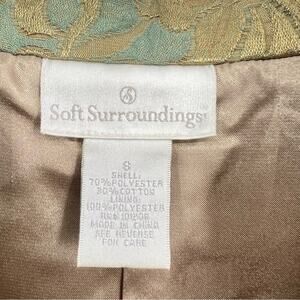 Soft Surroundings
S
SHELL:
70% POLYESTER
30% COTTON
LINING:
100% POLYESTER
MADE IN CHINA
SEE REVERSE
FOR CARE